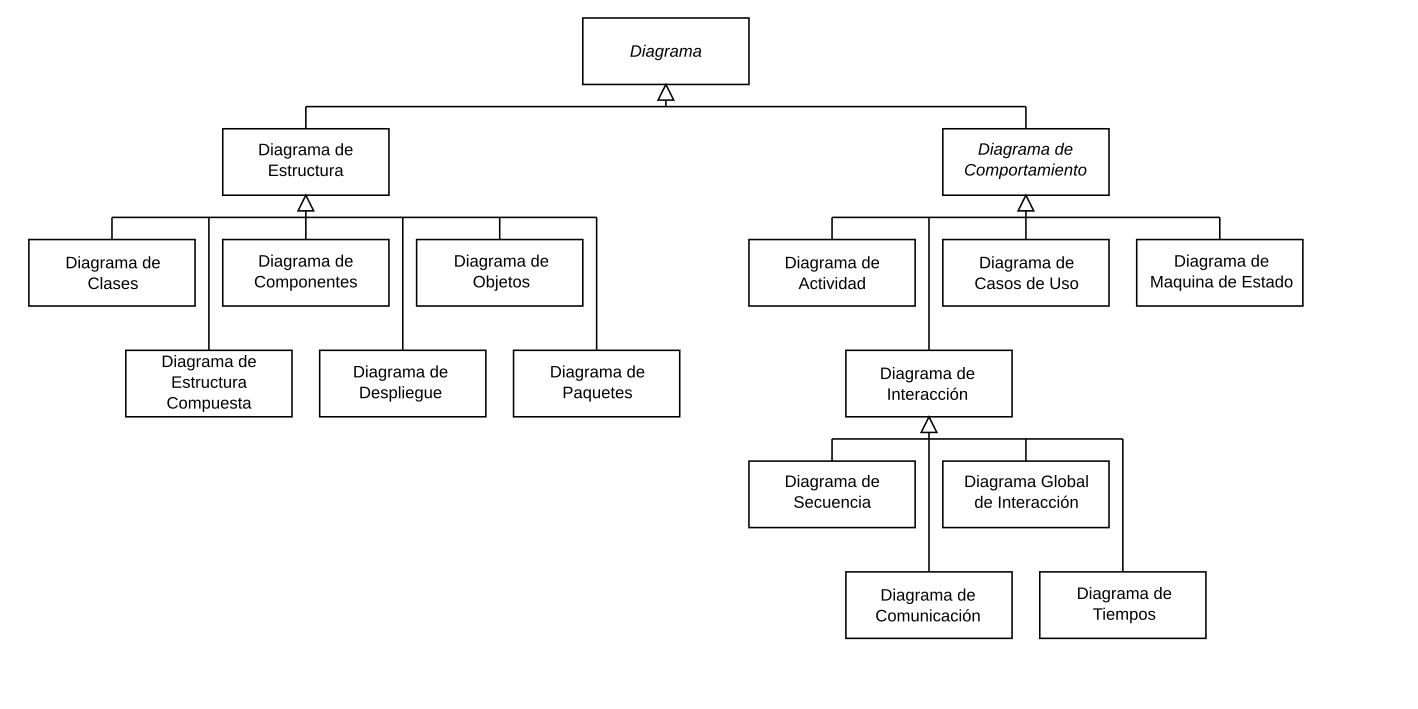 Diagrama
Diagrama de
Estructura
Diagrama de
Comportamiento
Diagrama de
Clases
Diagrama de
Componentes
Diagrama de
Objetos
Diagrama de
Actividad
Diagrama de
Casos de Uso
Diagrama de
Maquina de Estado
Diagrama de
Estructura
Compuesta
Diagrama de
Despliegue
Diagrama de
Paquetes
Diagrama de
Interacción
Diagrama de
Secuencia
Diagrama Global
de Interacción
Diagrama de
Comunicación
Diagrama de
Tiempos